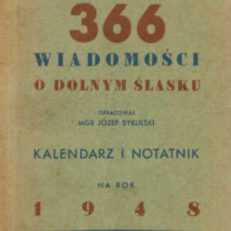 366
WIADOMOŚCI
O DOLNYM ŚLĄSKU
OPRACOWAŁ
MGR JÓZEF SYKULSKI
KALENDARZ I NOTATNIK
NA ROK
1948